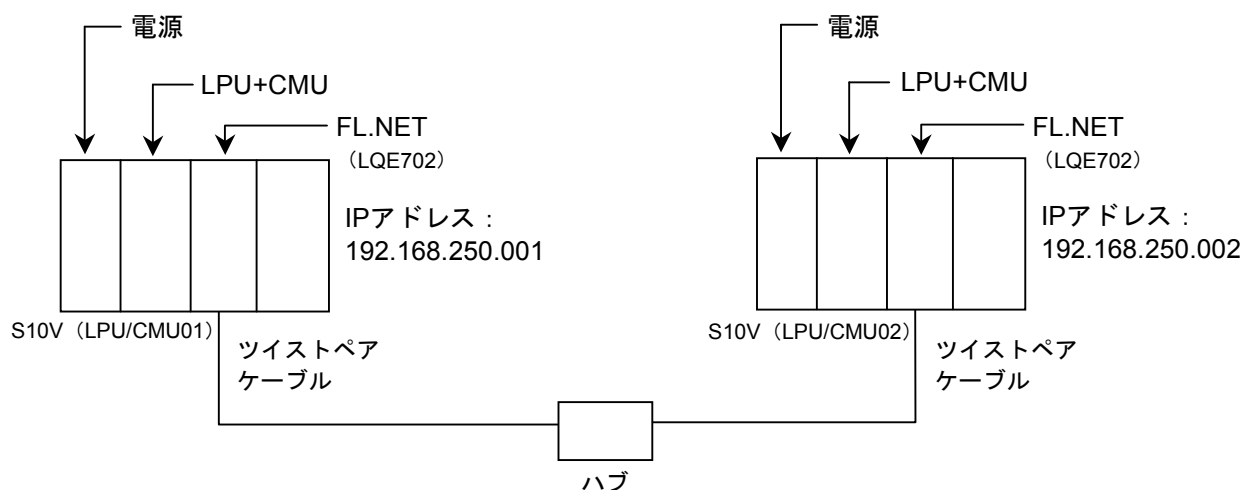 電源
LPU+CMU
FL.NET
（LQE702）
IPアドレス：
192.168.250.001
S10V（LPU/CMU01）
ツイストペア
ケーブル
電源
LPU+CMU
FL.NET
（LQE702）
IPアドレス：
192.168.250.002
S10V（LPU/CMU02）
ツイストペア
ケーブル
ハブ